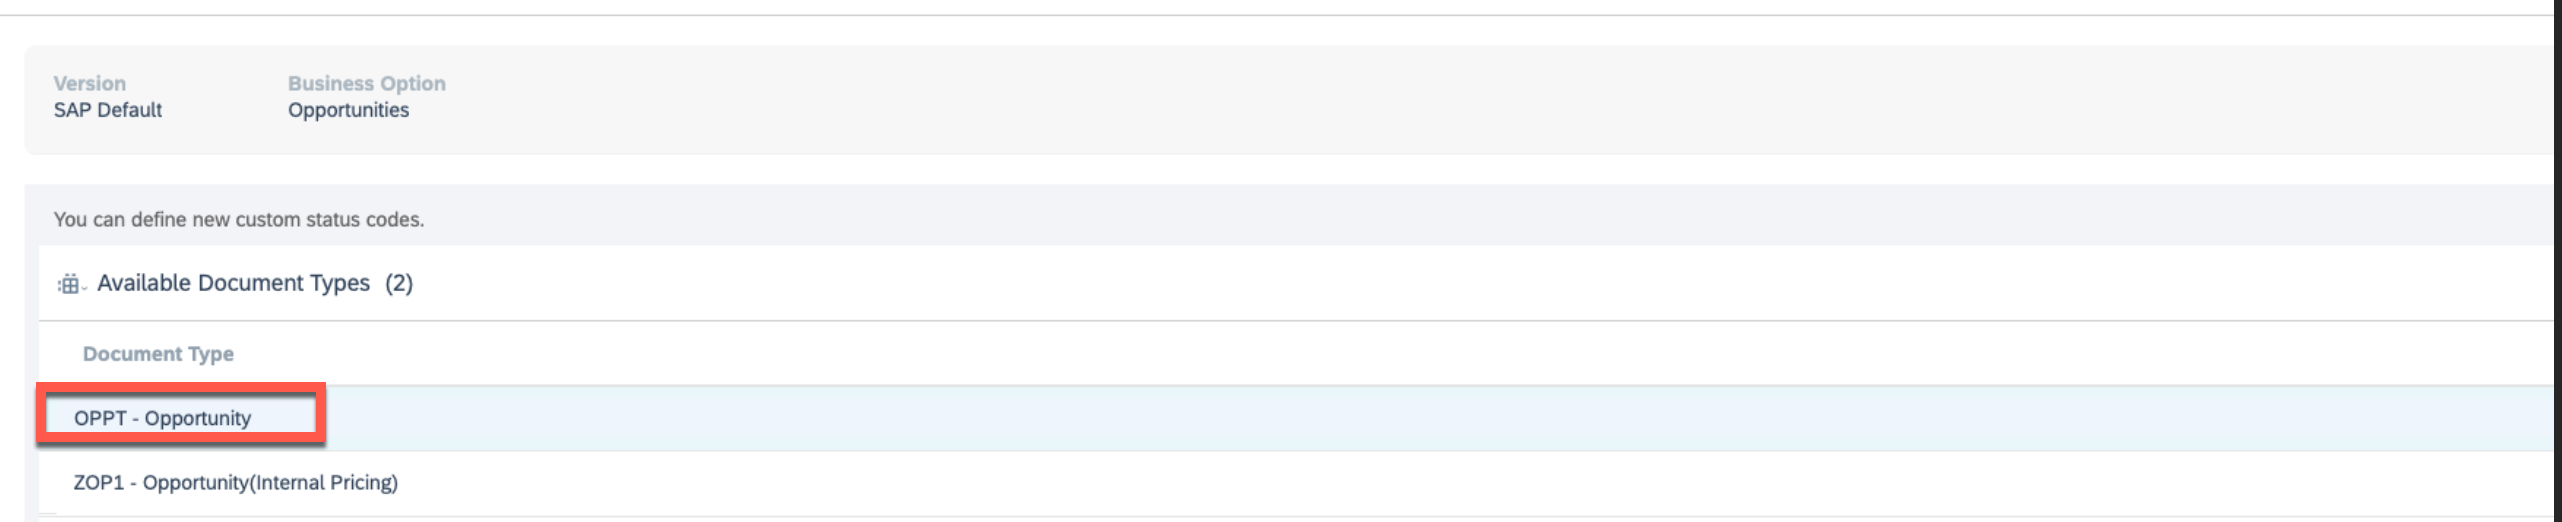 Version Business Option
SAP Default Opportunities
You can define new custom status codes.
Available Document Types (2)
Document Type
OPPT - Opportunity
ZOP1 - Opportunity(Internal Pricing)